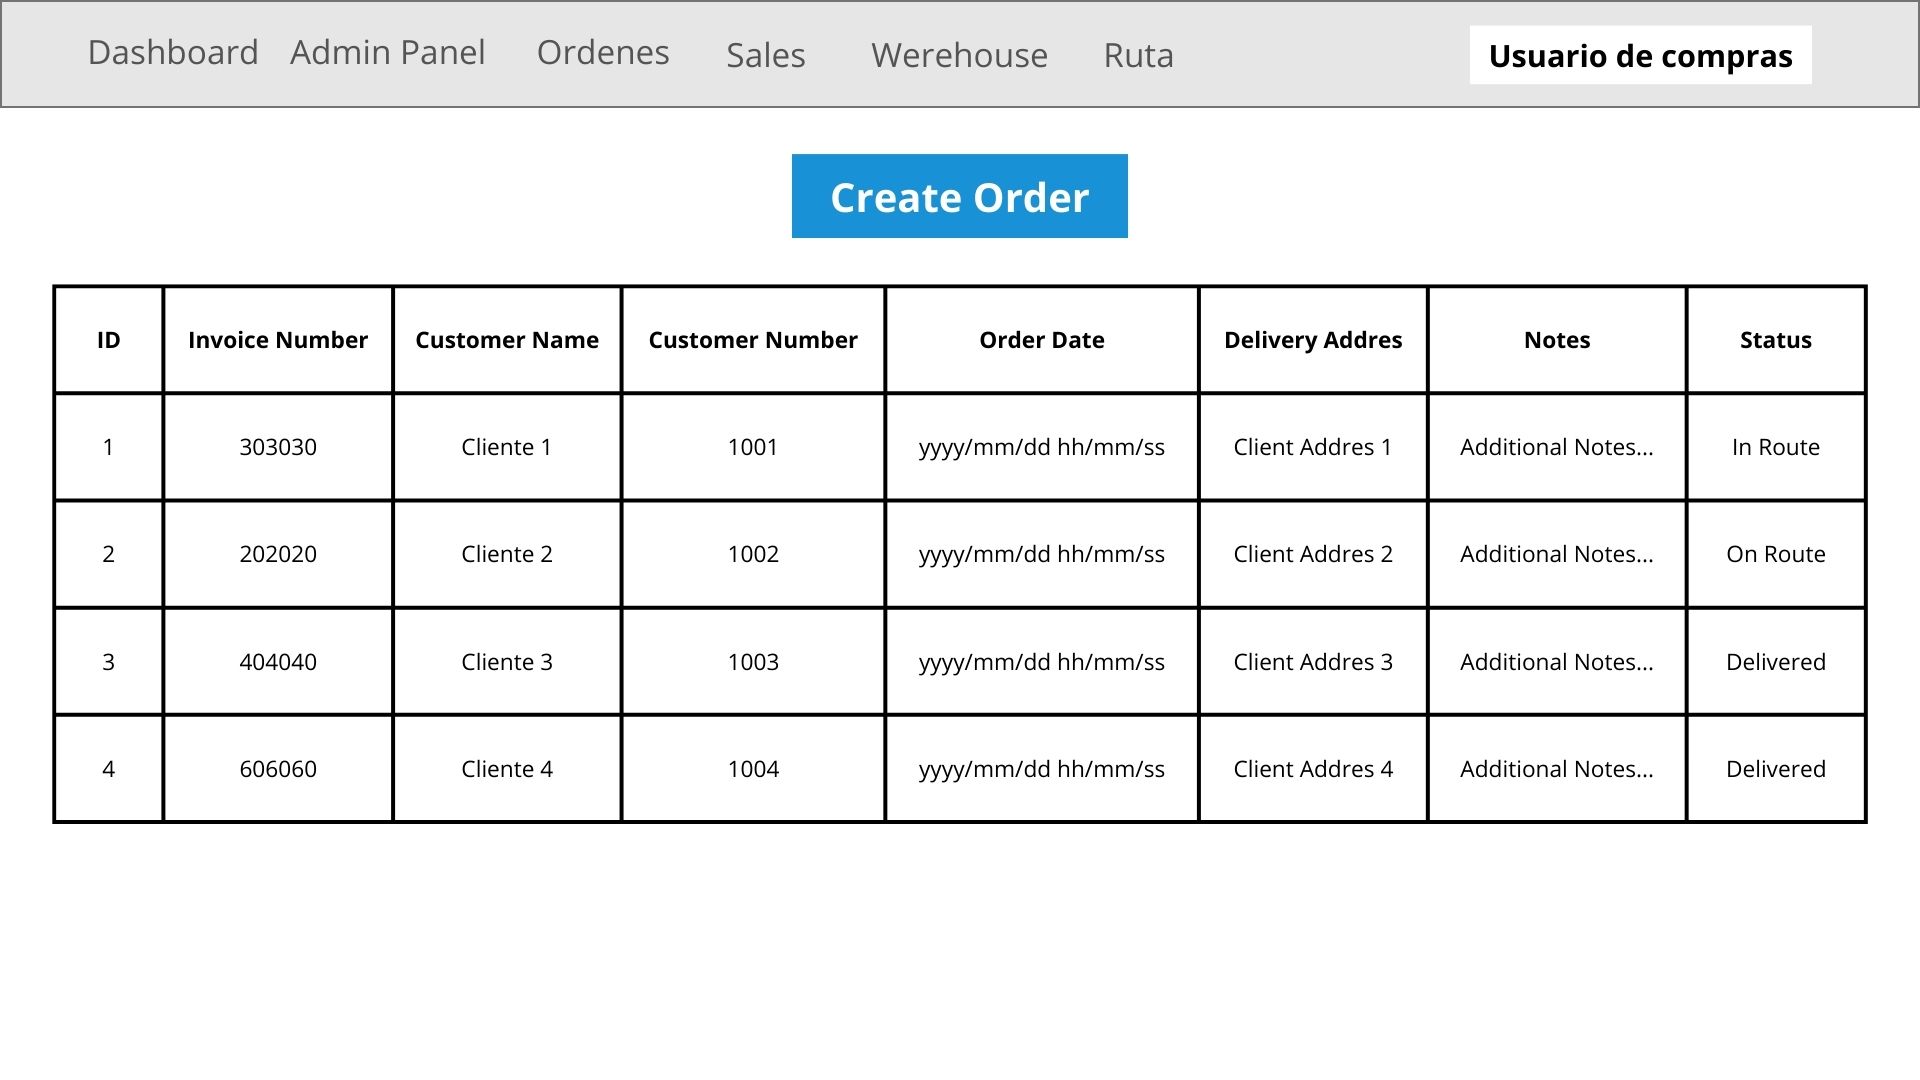 Dashboard Admin Panel Ordenes Sales Werehouse Ruta Usuario de compras
Create Order
ID Invoice Number Customer Name Customer Number Order Date Delivery Addres Notes Status
1 303030 Cliente 1 1001 yyyy/mm/dd hh/mm/ss Client Addres 1 Additional Notes... In Route
2 202020 Cliente 2 1002 yyyy/mm/dd hh/mm/ss Client Addres 2 Additional Notes... On Route
3 404040 Cliente 3 1003 yyyy/mm/dd hh/mm/ss Client Addres 3 Additional Notes... Delivered
4 606060 Cliente 4 1004 yyyy/mm/dd hh/mm/ss Client Addres 4 Additional Notes... Delivered